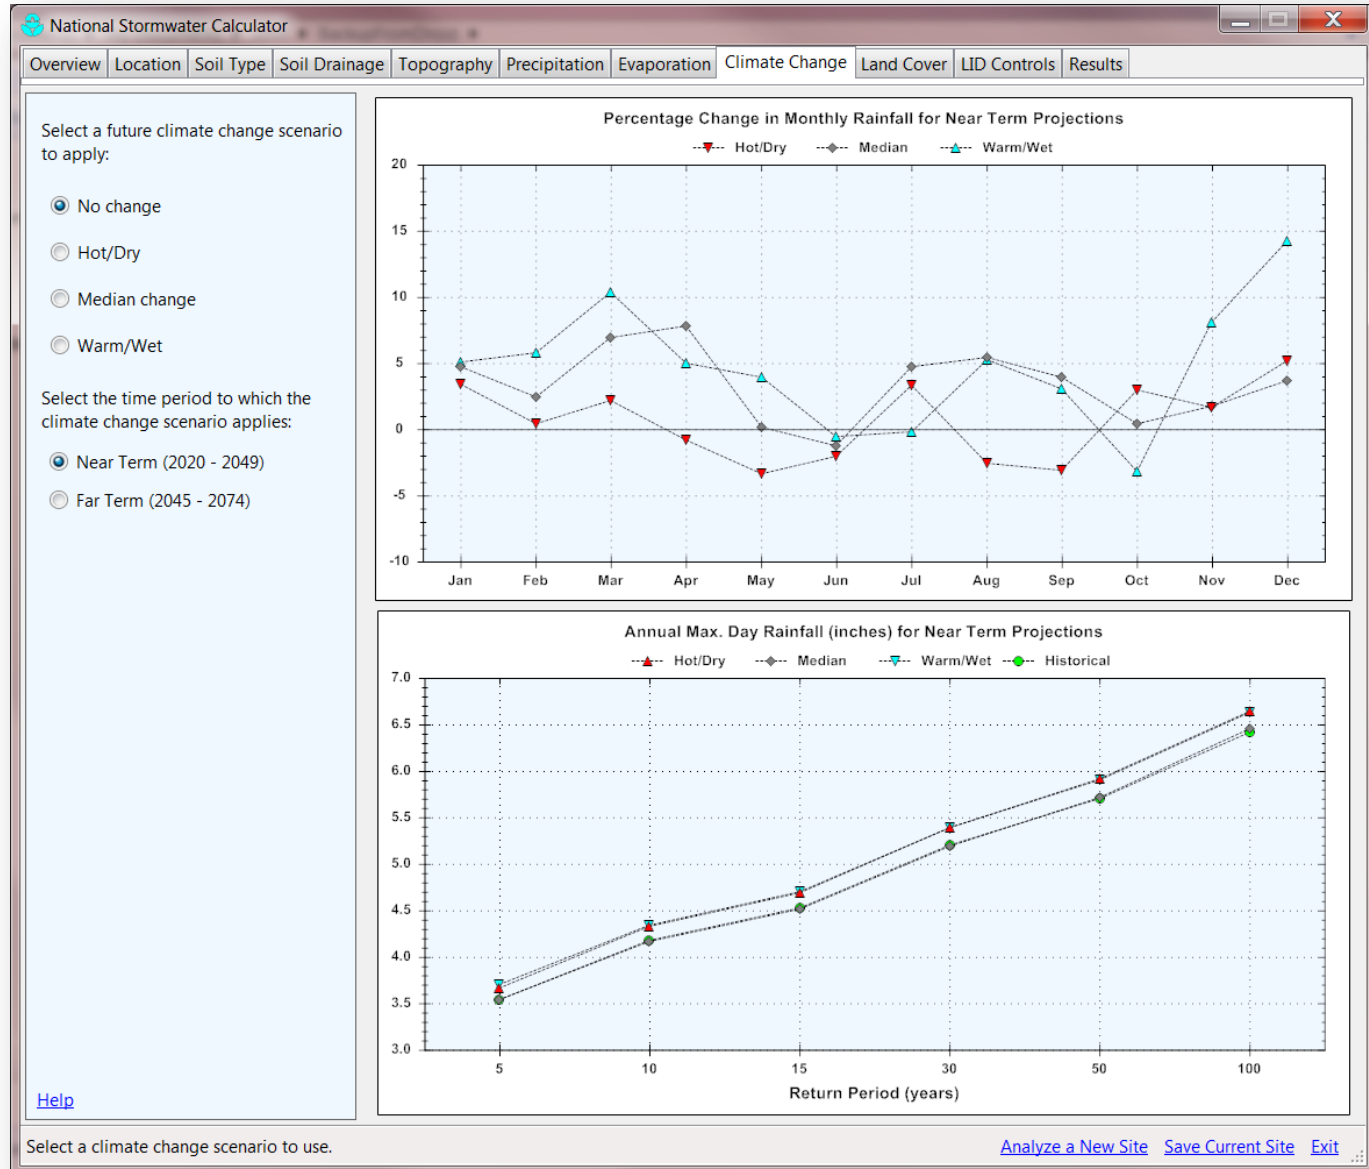 National Stormwater Calculator
Overview Location Soil Type Soil Drainage Topography Precipitation Evaporation Climate Change Land Cover LID Controls Results
Select a future climate change scenario
to apply:
No change
Hot/Dry
Median change
Warm/Wet
Select the time period to which the
climate change scenario applies:
Near Term (2020 - 2049)
Far Term (2045 - 2074)
Help
Percentage Change in Monthly Rainfall for Near Term Projections
Hot/Dry Median Warm/Wet
20
15
10
5
0
-5
-10
Jan Feb Mar Apr May Jun Jul Aug Sep Oct Nov Dec
Annual Max. Day Rainfall (inches) for Near Term Projections
Hot/Dry Median Warm/Wet Historical
7.0
6.5
6.0
5.5
5.0
4.5
4.0
3.5
3.0
5 10 15 30 50 100
Return Period (years)
Select a climate change scenario to use.
Analyze a New Site Save Current Site Exit